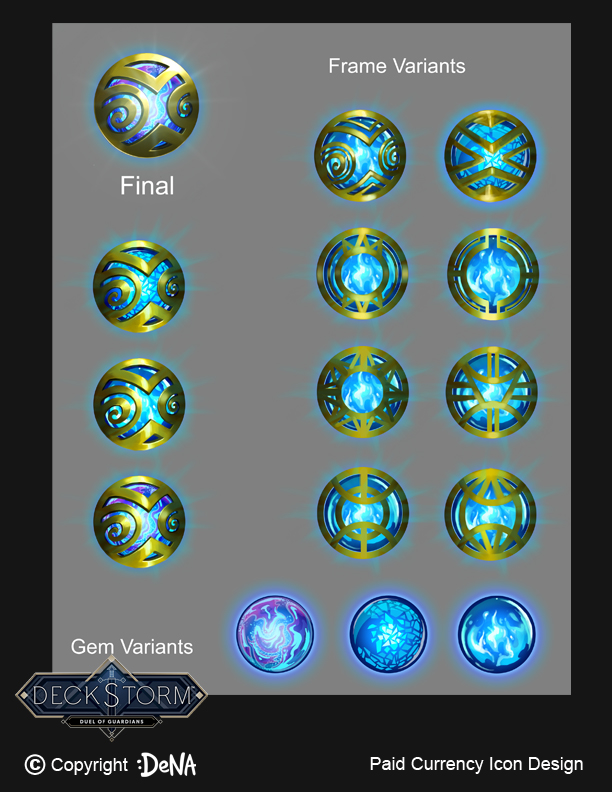 Frame Variants
Final
Gem Variants
DECKSTORM
DUEL OF GUARDIANS
© Copyright :DeNA
Paid Currency Icon Design